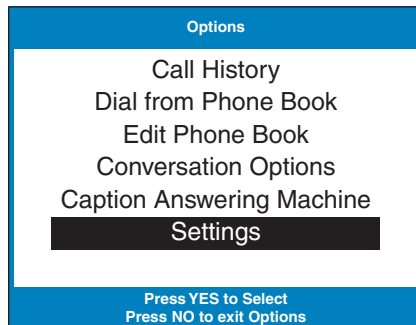 Options
Call History
Dial from Phone Book
Edit Phone Book
Conversation Options
Caption Answering Machine
Settings
Press YES to Select
Press NO to exit Options